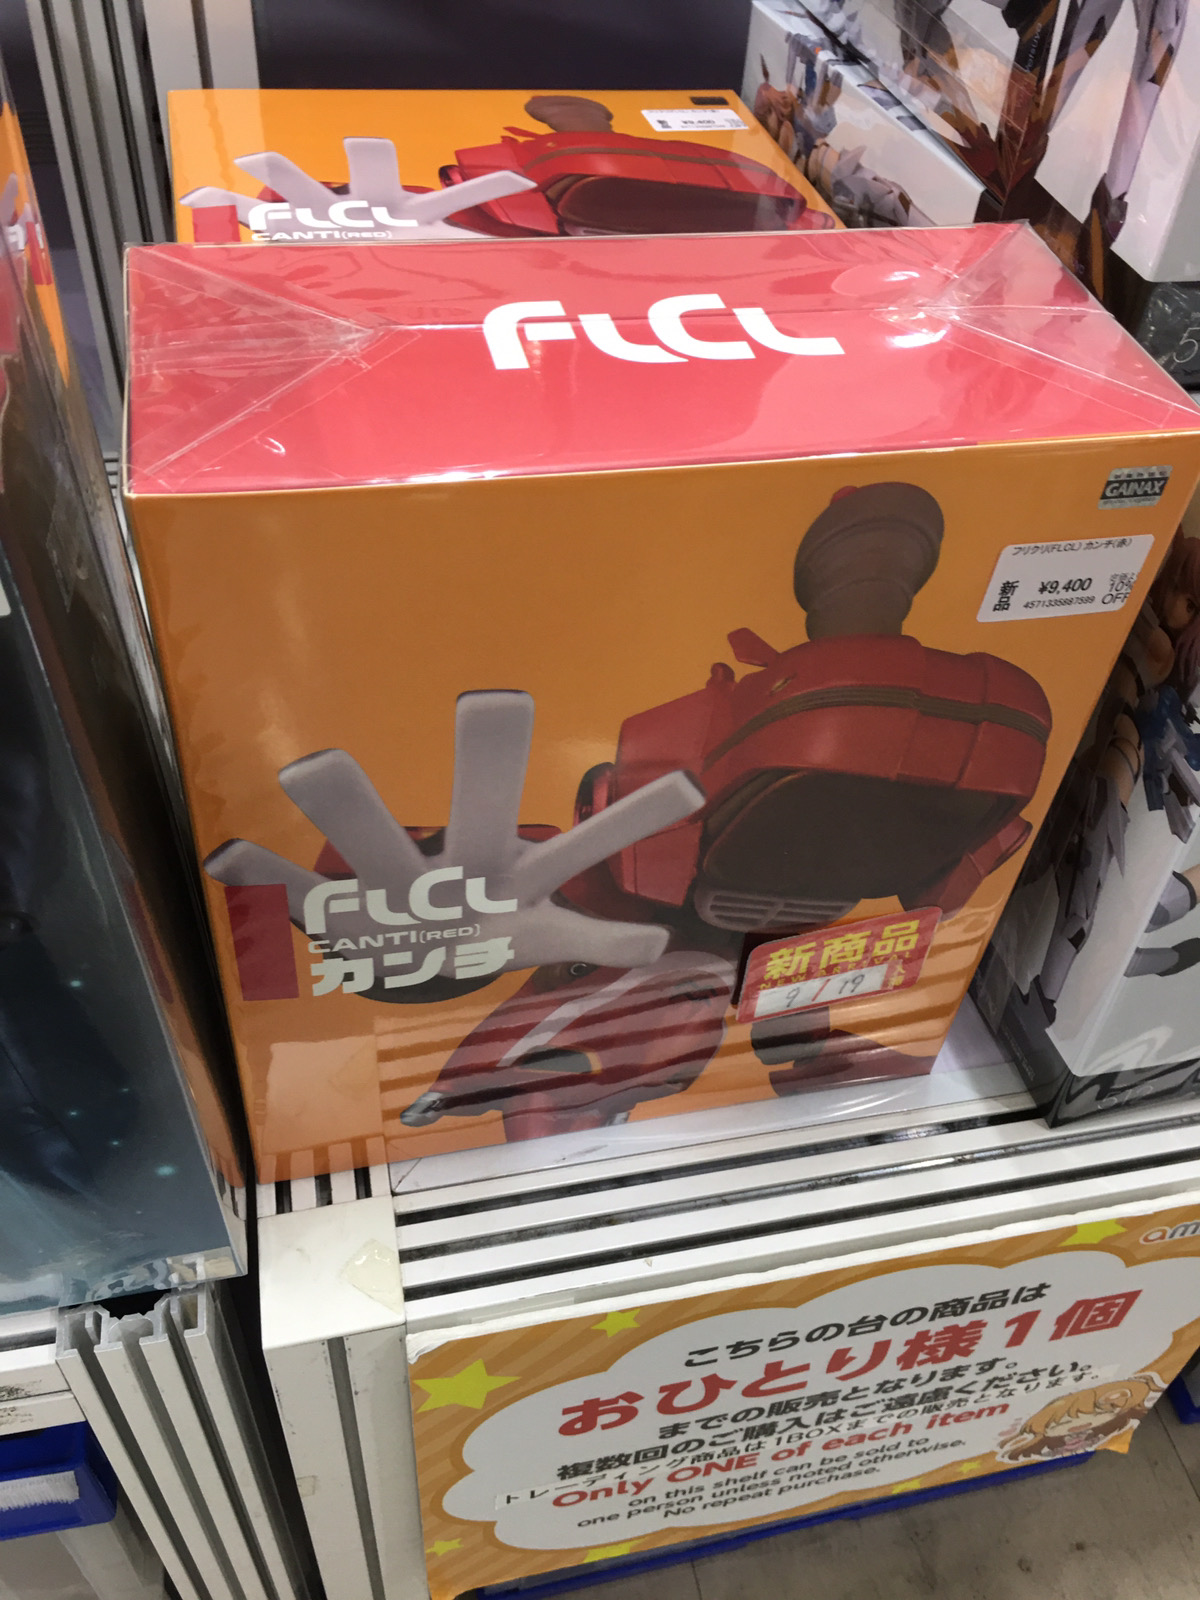 ¥9,400
FLCL
CANTI(RED)
FLCL
GAINAX
フリクリ(FLCL) カンチ(赤)
新品
¥9,400
10%
OFF
4571335887599
FLCL
CANTI(RED)
カンチ
新商品
NEW ARRIVAL
9/19
am
こちらの台の商品は
おひとり様1個
までの販売となります。
複数回のご購入はご遠慮ください。
トレーディング商品は1BOXまでの販売となります。
Only ONE of each item
on this shelf can be sold to
one person unless noted otherwise.
No repeat purchase.